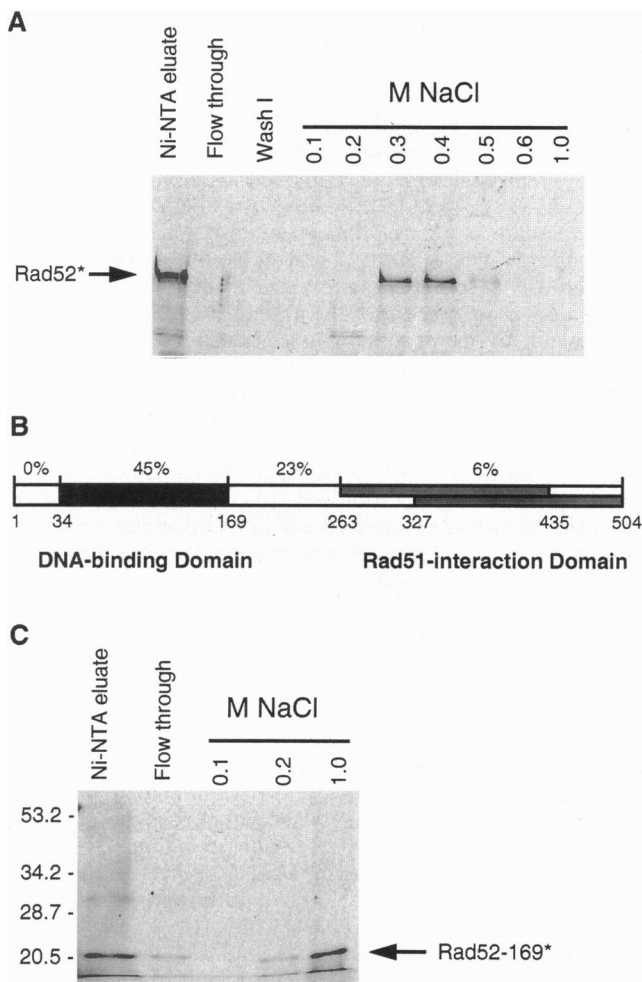 A
Ni-NTA eluate
Flow through
Wash I
M NaCl
0.1
0.2
0.3
0.4
0.5
0.6
1.0
Rad52*
B
0% 45% 23% 6%
1 34 169 263 327 435 504
DNA-binding Domain Rad51-interaction Domain
C
Ni-NTA eluate
Flow through
M NaCl
0.1
0.2
1.0
53.2 -
34.2 -
28.7 -
20.5 -
Rad52-169*